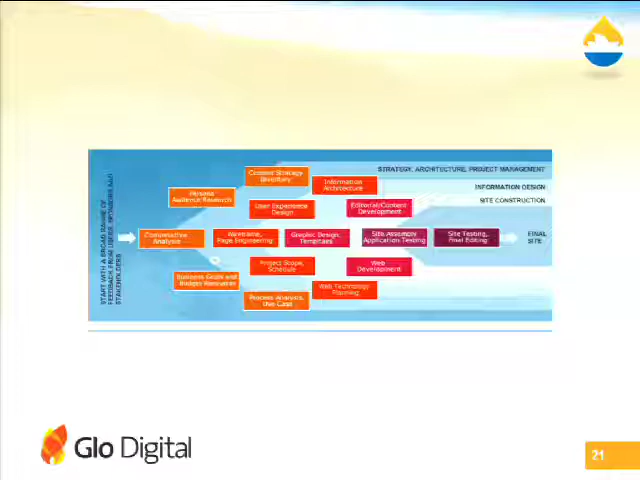 Content Strategy
Inventory
STRATEGY, ARCHITECTURE, PROJECT MANAGEMENT
Information
Architecture
INFORMATION DESIGN
Persona
Audience Research
SITE CONSTRUCTION
User Experience
Design
Editorial/Content
Development
START WITH A BROAD RANGE OF
FEEDBACK FROM USERS, SPONSORS AND
STAKEHOLDERS
Competative
Analysis
Wireframe,
Page Engineering
Graphic Design,
Templates
Site Assembly
Application Testing
Site Testing,
Final Editing
FINAL
SITE
Project Scope,
Schedule
Web
Development
Business Goals and
Budget Resources
Web Technology
Planning
Process Analysis,
Use Case
Glo Digital
21